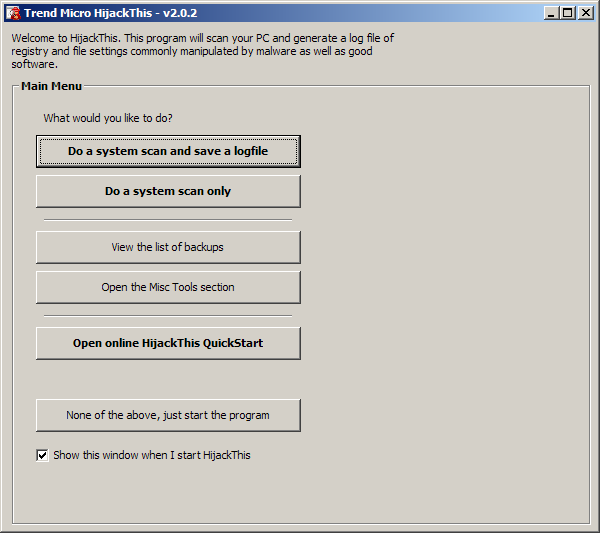 Trend Micro HijackThis - v2.0.2
Welcome to HijackThis. This program will scan your PC and generate a log file of
registry and file settings commonly manipulated by malware as well as good
software.
Main Menu
What would you like to do?
Do a system scan and save a logfile
Do a system scan only
View the list of backups
Open the Misc Tools section
Open online HijackThis QuickStart
None of the above, just start the program
Show this window when I start HijackThis